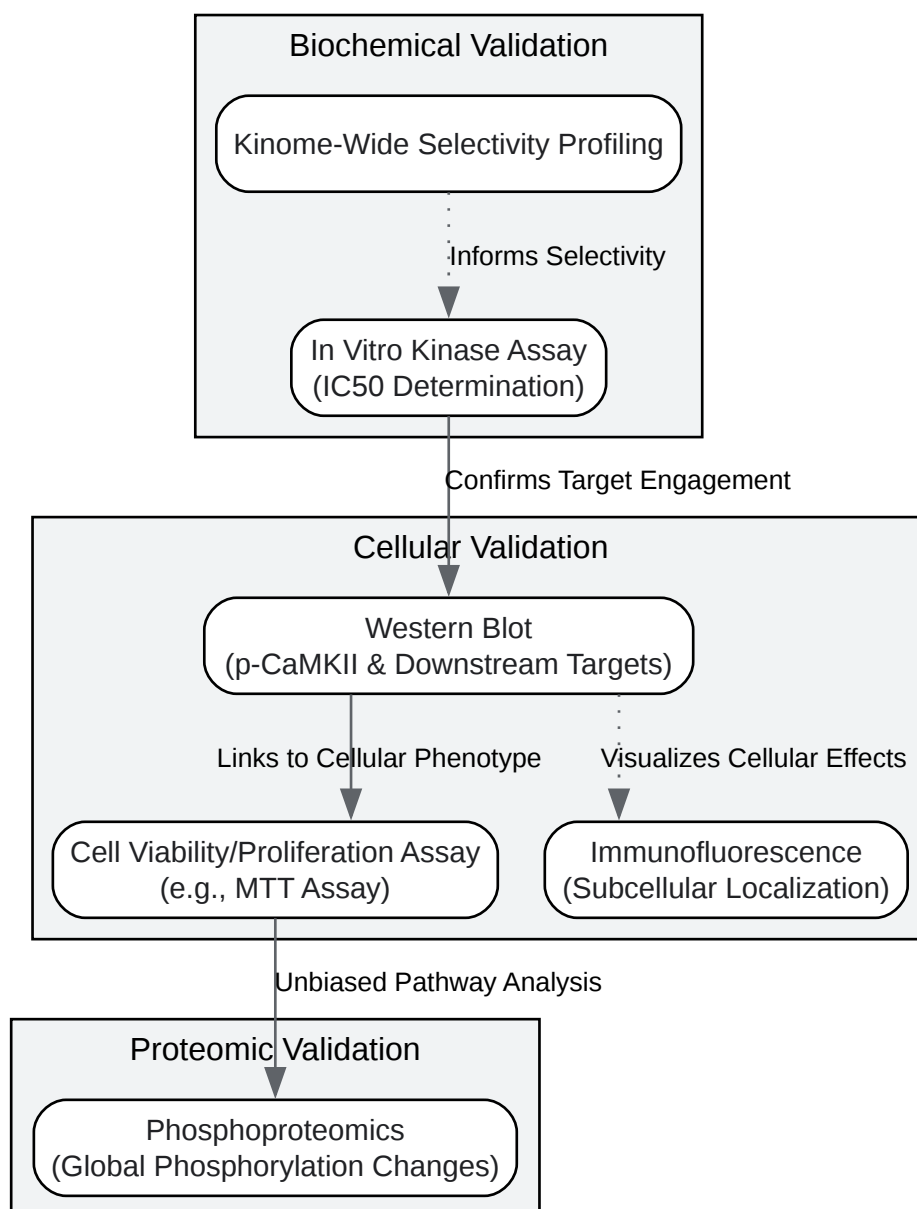 Biochemical Validation
Kinome-Wide Selectivity Profiling
Informs Selectivity
In Vitro Kinase Assay
(IC50 Determination)
Confirms Target Engagement
Cellular Validation
Western Blot
(p-CaMKII & Downstream Targets)
Links to Cellular Phenotype
Visualizes Cellular Effects
Cell Viability/Proliferation Assay
(e.g., MTT Assay)
Immunofluorescence
(Subcellular Localization)
Unbiased Pathway Analysis
Proteomic Validation
Phosphoproteomics
(Global Phosphorylation Changes)